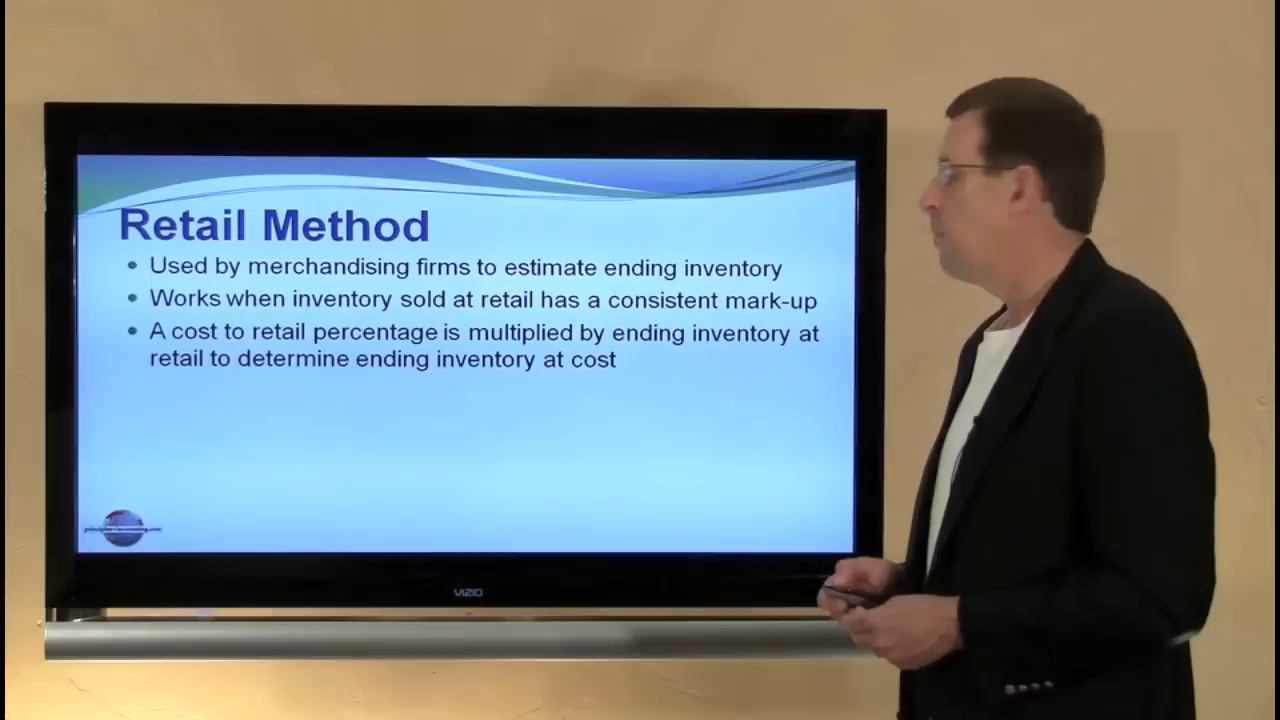 Retail Method
• Used by merchandising firms to estimate ending inventory
• Works when inventory sold at retail has a consistent mark-up
• A cost to retail percentage is multiplied by ending inventory at
retail to determine ending inventory at cost
VIZIO